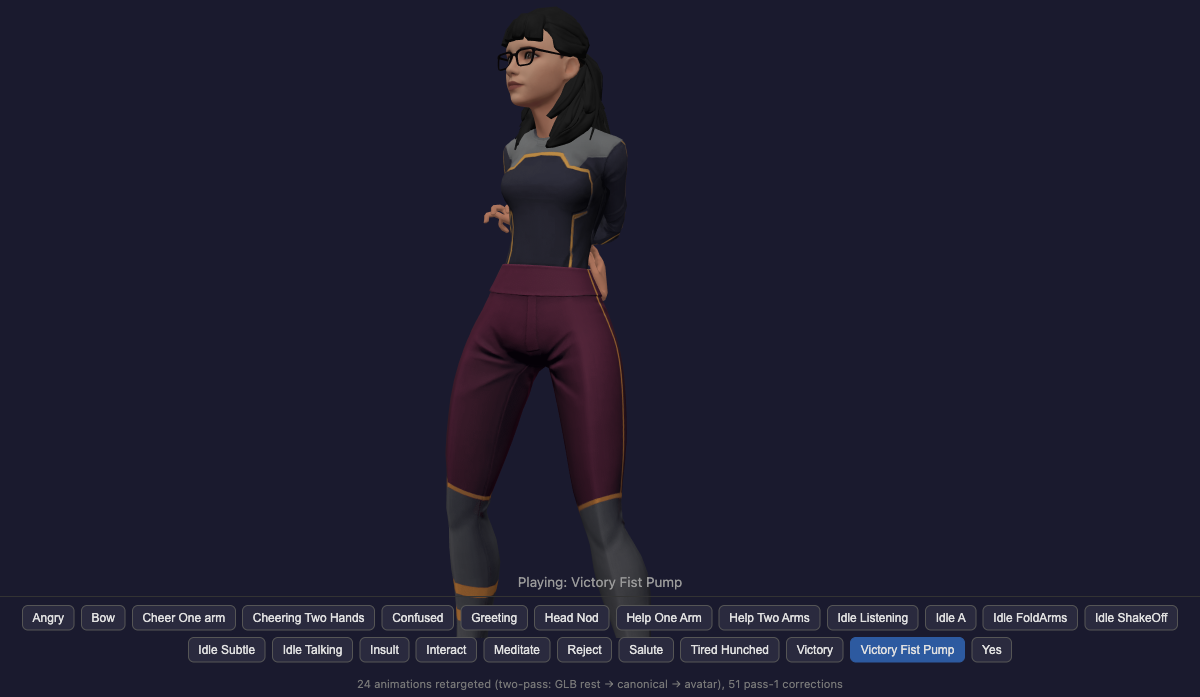 Playing: Victory Fist Pump
Angry Bow Cheer One arm Cheering Two Hands Confused Greeting Head Nod Help One Arm Help Two Arms Idle Listening Idle A Idle FoldArms Idle ShakeOff
Idle Subtle Idle Talking Insult Interact Meditate Reject Salute Tired Hunched Victory Victory Fist Pump Yes
24 animations retargeted (two-pass: GLB rest → canonical → avatar), 51 pass-1 corrections